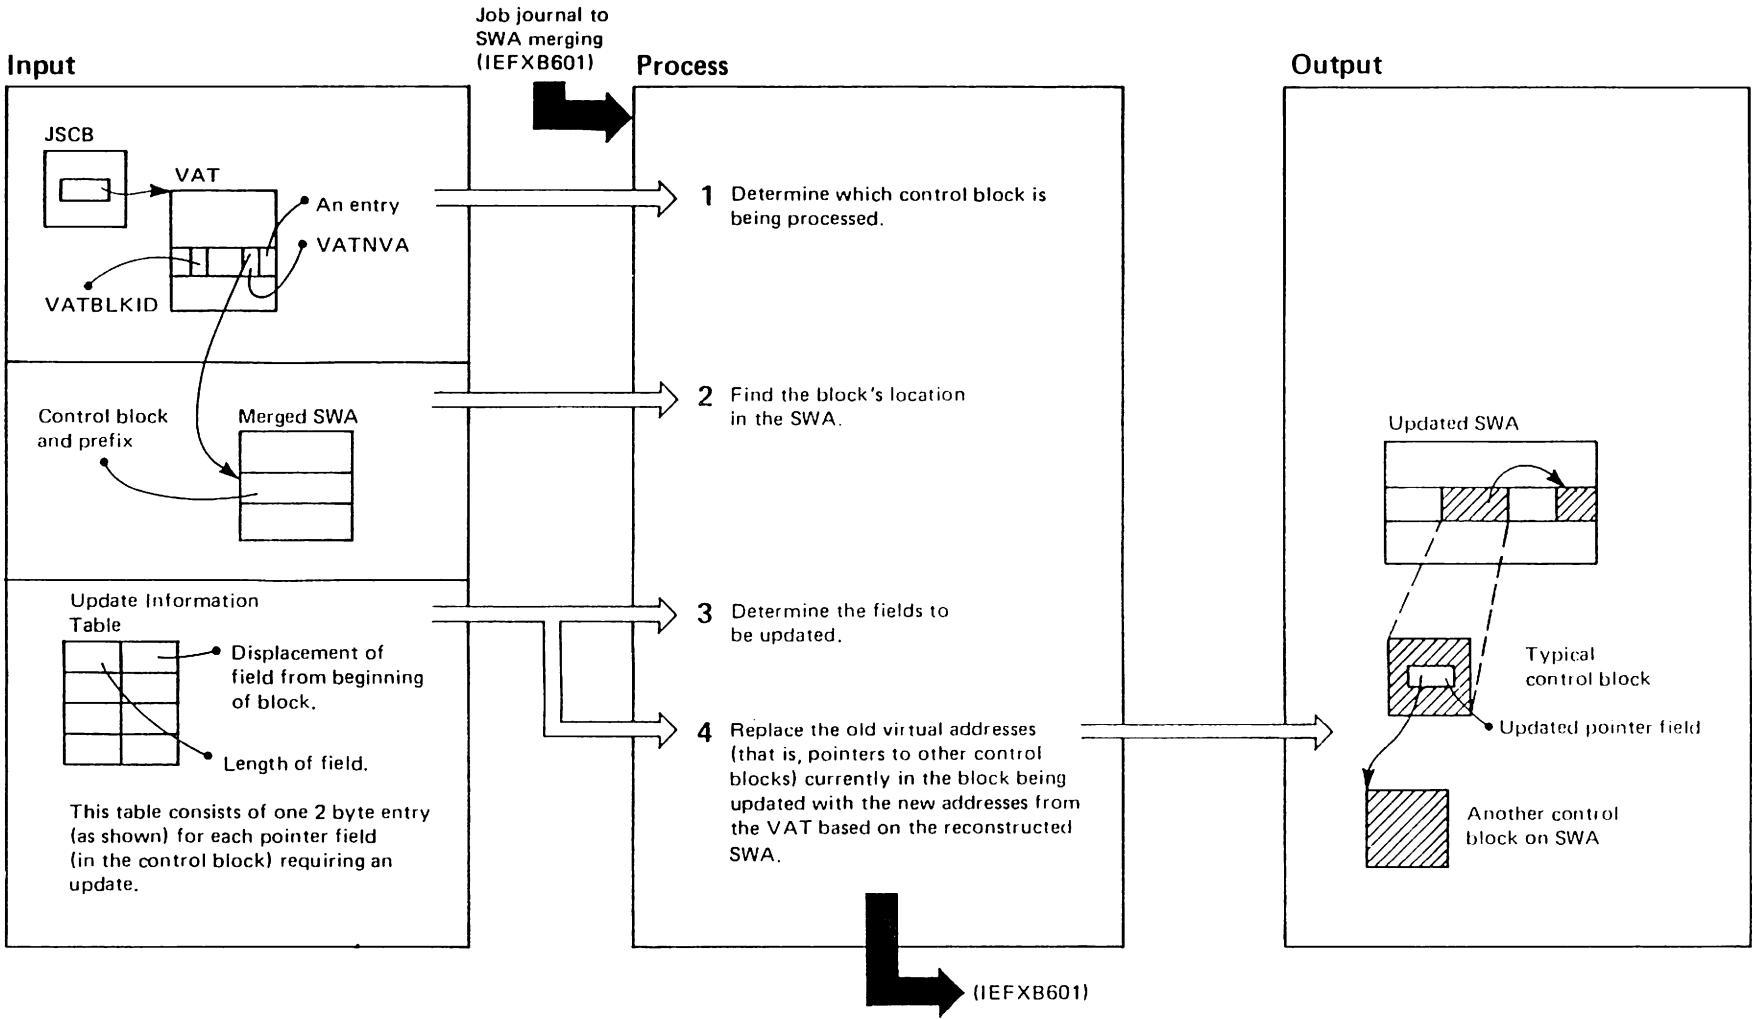 Job journal to
SWA merging
(IEFXB601)
Input
Process
Output
JSCB
VAT
An entry
VATNVA
VATBLKID
1 Determine which control block is
being processed.
Control block
and prefix
Merged SWA
2 Find the block's location
in the SWA.
Updated SWA
Update Information
Table
Displacement of
field from beginning
of block.
Length of field.
This table consists of one 2 byte entry
(as shown) for each pointer field
(in the control block) requiring an
update.
3 Determine the fields to
be updated.
4 Replace the old virtual addresses
(that is, pointers to other control
blocks) currently in the block being
updated with the new addresses from
the VAT based on the reconstructed
SWA.
Typical
control block
Updated pointer field
Another control
block on SWA
(IEFXB601)